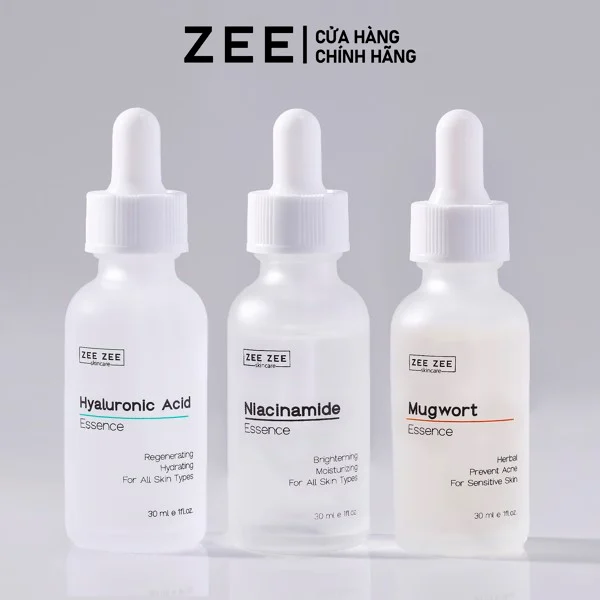 ZEE
CỬA HÀNG
CHÍNH HÃNG
ZEE ZEE
skincare
Hyaluronic Acid
Essence
Regenerating
Hydrating
For All Skin Types
30 ml e 1fl.oz.
ZEE ZEE
skincare
Niacinamide
Essence
Brighterning
Moisturizing
For All Skin Types
30 ml e 1fl.oz.
ZEE ZEE
skincare
Mugwort
Essence
Herbal
Prevent Acne
For Sensitive Skin
30 ml e 1fl.oz.